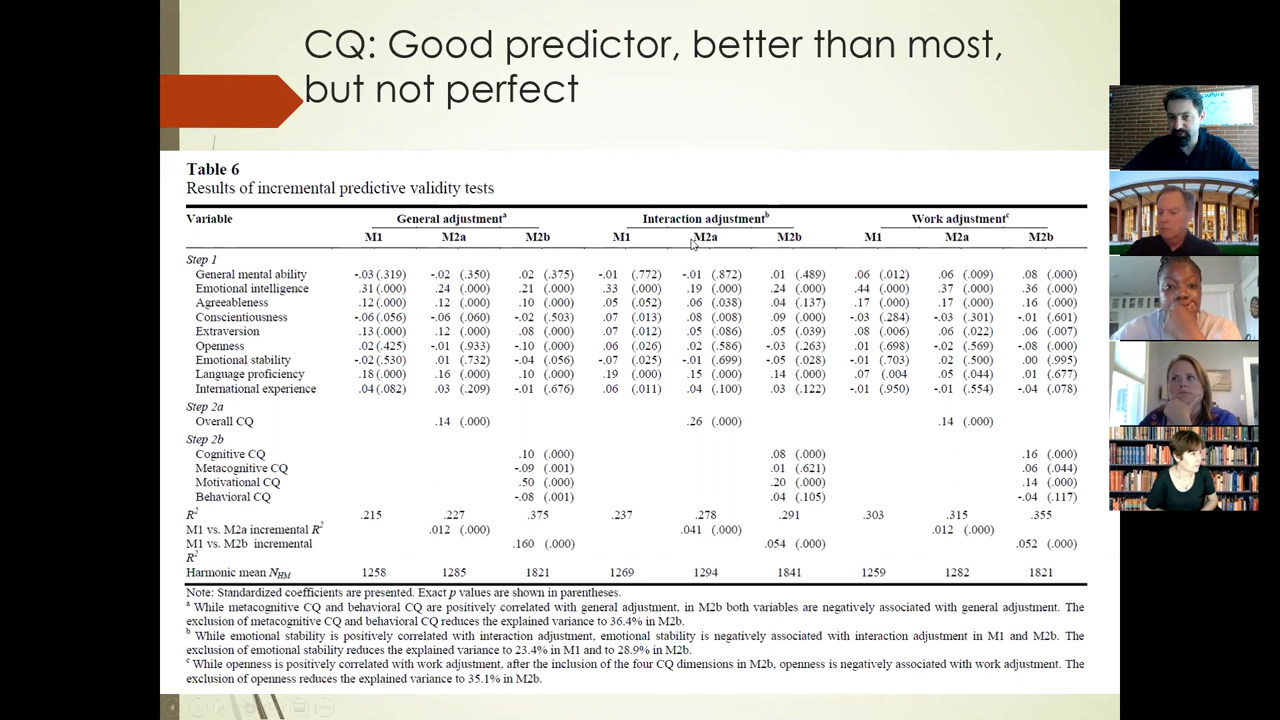 CQ: Good predictor, better than most,
but not perfect
Table 6
Results of incremental predictive validity tests
Variable General adjustmentᵃ Interaction adjustmentᵇ Work adjustmentᶜ
M1 M2a M2b M1 M2a M2b M1 M2a M2b
Step 1
General mental ability -.03 (.319) -.02 (.350) .02 (.375) -.01 (.772) -.01 (.872) .01 (.489) .06 (.012) .06 (.009) .08 (.000)
Emotional intelligence .31 (.000) .24 (.000) .21 (.000) .33 (.000) .19 (.000) .24 (.000) .44 (.000) .37 (.000) .36 (.000)
Agreeableness .12 (.000) .12 (.000) .10 (.000) .05 (.052) .06 (.038) .04 (.137) .17 (.000) .17 (.000) .16 (.000)
Conscientiousness -.06 (.056) -.06 (.060) -.02 (.503) .07 (.013) .08 (.008) .09 (.000) -.03 (.284) -.03 (.301) -.01 (.601)
Extraversion .13 (.000) .12 (.000) .08 (.000) .07 (.012) .05 (.086) .05 (.039) .08 (.006) .06 (.022) .06 (.007)
Openness .02 (.425) -.01 (.933) -.10 (.000) .06 (.026) .02 (.586) -.03 (.263) .01 (.698) -.02 (.569) -.08 (.000)
Emotional stability -.02 (.530) .01 (.732) -.04 (.056) -.07 (.025) -.01 (.699) -.05 (.028) -.01 (.703) .02 (.500) .00 (.995)
Language proficiency .18 (.000) .16 (.000) .10 (.000) .19 (.000) .15 (.000) .14 (.000) .07 (.004 .05 (.044) .01 (.677)
International experience .04 (.082) .03 (.209) -.01 (.676) .06 (.011) .04 (.100) .03 (.122) -.01 (.950) -.01 (.554) -.04 (.078)
Step 2a
Overall CQ .14 (.000) .26 (.000) .14 (.000)
Step 2b
Cognitive CQ .10 (.000) .08 (.000) .16 (.000)
Metacognitive CQ -.09 (.001) .01 (.621) .06 (.044)
Motivational CQ .50 (.000) .20 (.000) .14 (.000)
Behavioral CQ -.08 (.001) .04 (.105) -.04 (.117)
R² .215 .227 .375 .237 .278 .291 .303 .315 .355
M1 vs. M2a incremental R² .012 (.000) .041 (.000) .012 (.000)
M1 vs. M2b incremental .160 (.000) .054 (.000) .052 (.000)
R²
Harmonic mean N_HM 1258 1285 1821 1269 1294 1841 1259 1282 1821
Note: Standardized coefficients are presented. Exact p values are shown in parentheses.
ᵃ While metacognitive CQ and behavioral CQ are positively correlated with general adjustment, in M2b both variables are negatively associated with general adjustment. The
exclusion of metacognitive CQ and behavioral CQ reduces the explained variance to 36.4% in M2b.
ᵇ While emotional stability is positively correlated with interaction adjustment, emotional stability is negatively associated with interaction adjustment in M1 and M2b. The
exclusion of emotional stability reduces the explained variance to 23.4% in M1 and to 28.9% in M2b.
ᶜ While openness is positively correlated with work adjustment, after the inclusion of the four CQ dimensions in M2b, openness is negatively associated with work adjustment. The
exclusion of openness reduces the explained variance to 35.1% in M2b.